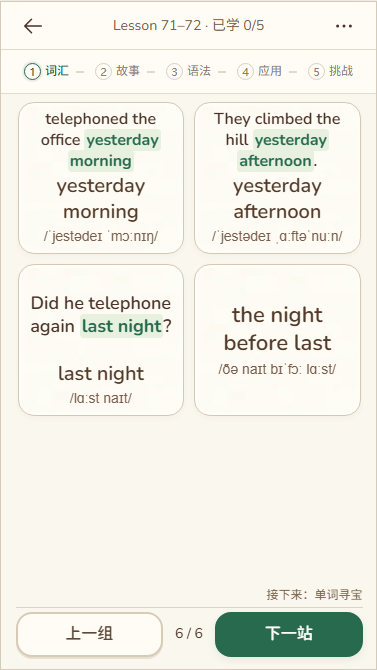 Lesson 71–72 · 已学 0/5
1 词汇 – 2 故事 – 3 语法 – 4 应用 – 5 挑战
telephoned the
office yesterday
morning
yesterday
morning
/ˈjestədeɪ ˈmɔːnɪŋ/
They climbed the
hill yesterday
afternoon.
yesterday
afternoon
/ˈjestədeɪ ˌɑːftəˈnuːn/
Did he telephone
again last night?
last night
/lɑːst naɪt/
the night
before last
/ðə naɪt bɪˈfɔː lɑːst/
接下来：单词寻宝
上一组
6 / 6
下一站